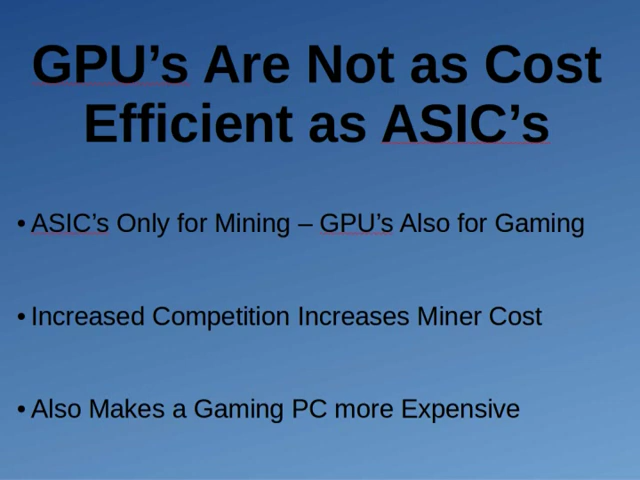 GPU’s Are Not as Cost
Efficient as ASIC’s
• ASIC’s Only for Mining – GPU’s Also for Gaming
• Increased Competition Increases Miner Cost
• Also Makes a Gaming PC more Expensive